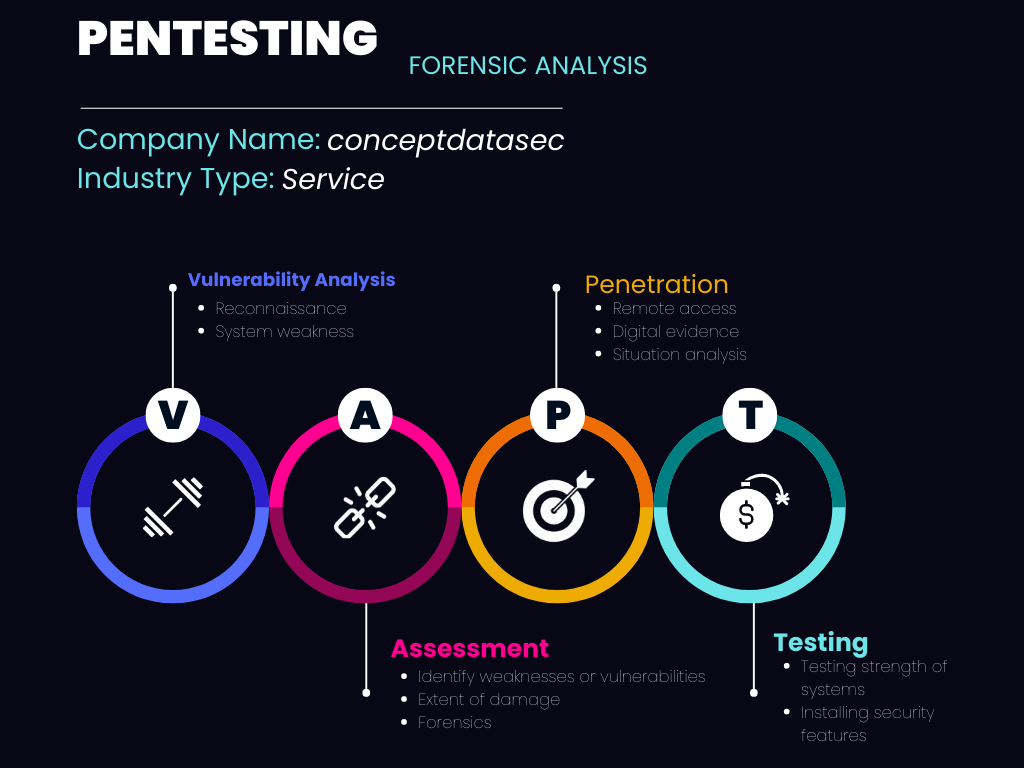 PENTESTING
FORENSIC ANALYSIS
Company Name: conceptdatasec
Industry Type: Service
Vulnerability Analysis
Reconnaissance
System weakness
Penetration
Remote access
Digital evidence
Situation analysis
V
A
P
T
$
Assessment
Identify weaknesses or vulnerabilities
Extent of damage
Forensics
Testing
Testing strength of
systems
Installing security
features